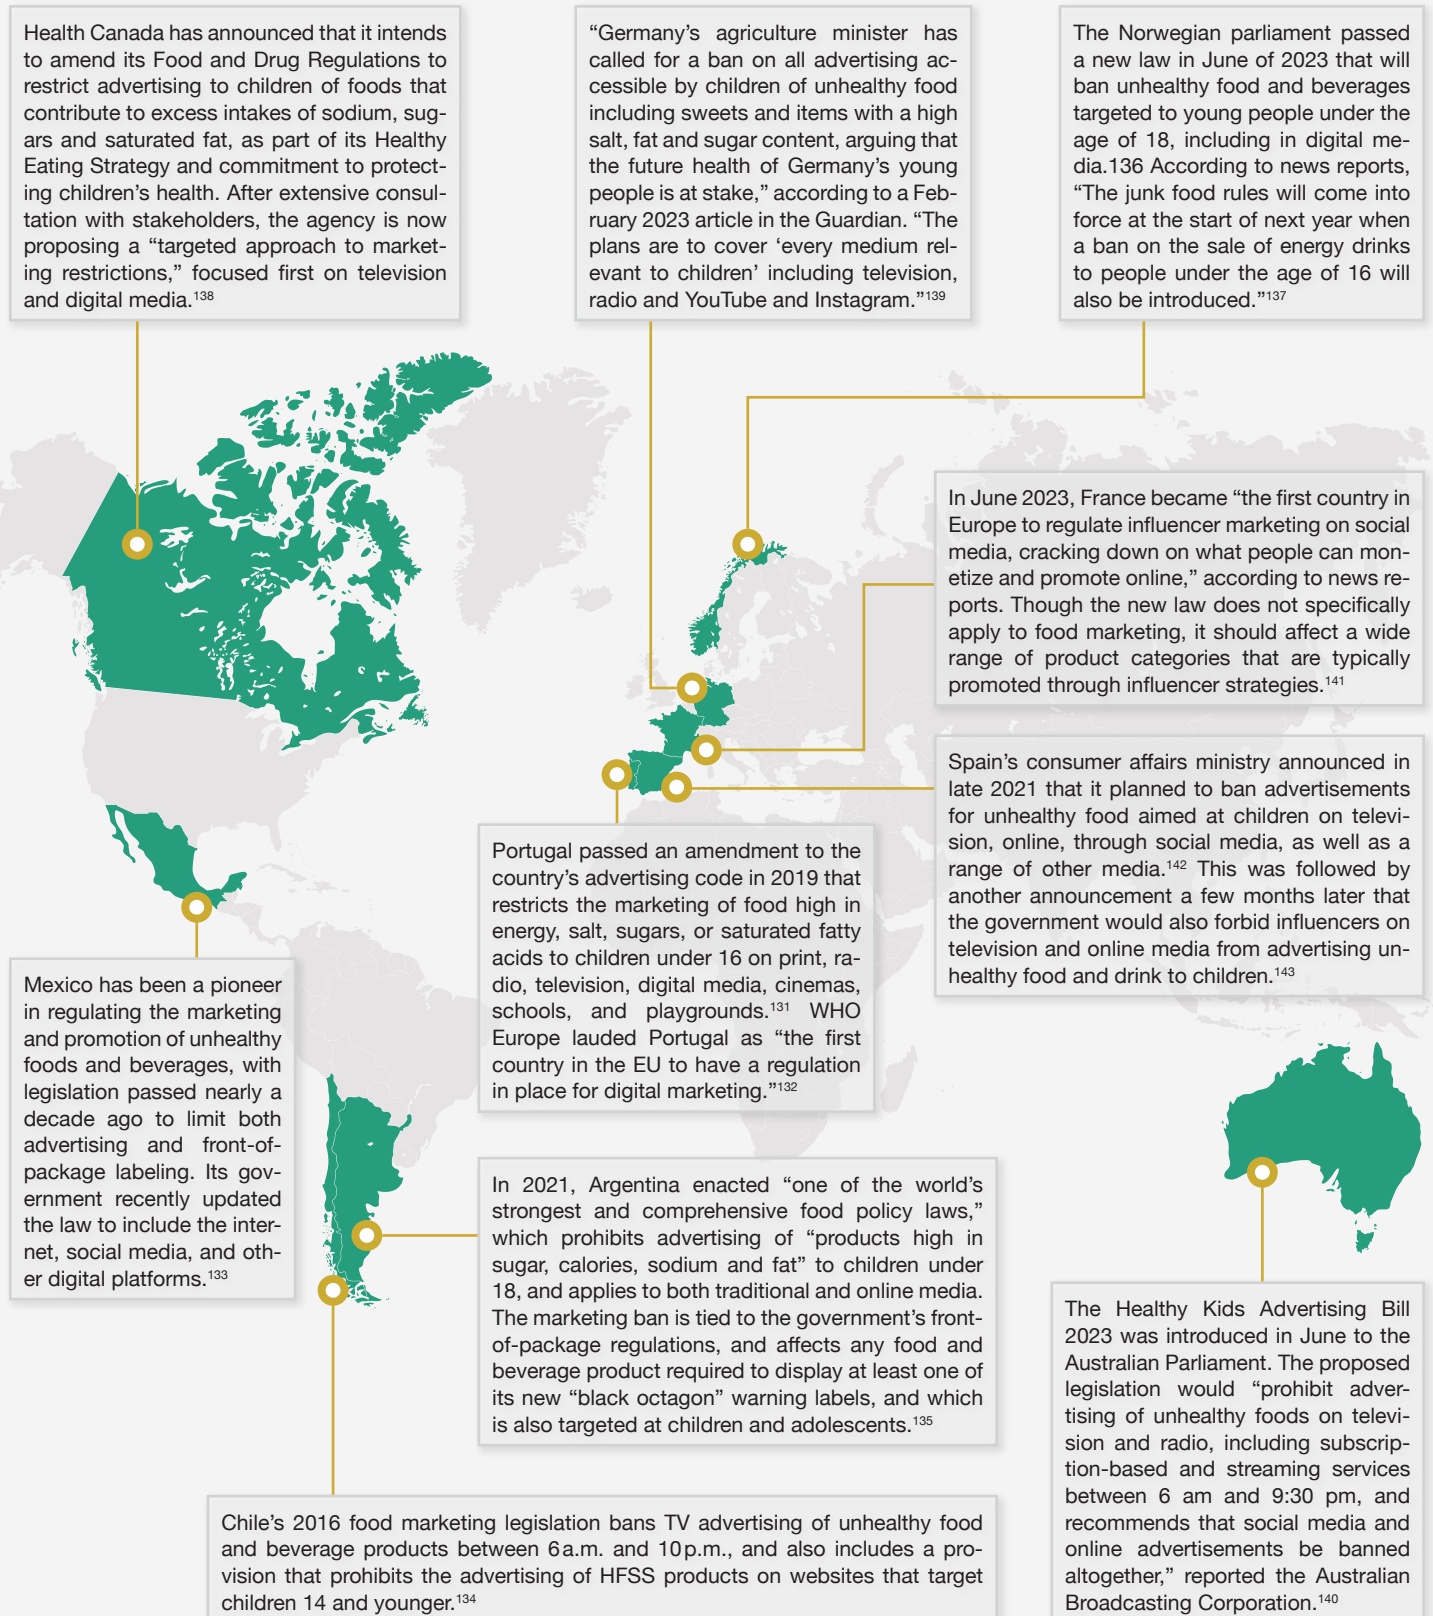 Health Canada has announced that it intends
to amend its Food and Drug Regulations to
restrict advertising to children of foods that
contribute to excess intakes of sodium, sug-
ars and saturated fat, as part of its Healthy
Eating Strategy and commitment to protect-
ing children's health. After extensive consul-
tation with stakeholders, the agency is now
proposing a “targeted approach to market-
ing restrictions,” focused first on television
and digital media.138
“Germany's agriculture minister has
called for a ban on all advertising ac-
cessible by children of unhealthy food
including sweets and items with a high
salt, fat and sugar content, arguing that
the future health of Germany's young
people is at stake,” according to a Feb-
ruary 2023 article in the Guardian. “The
plans are to cover ‘every medium rel-
evant to children’ including television,
radio and YouTube and Instagram.”139
The Norwegian parliament passed
a new law in June of 2023 that will
ban unhealthy food and beverages
targeted to young people under the
age of 18, including in digital me-
dia.136 According to news reports,
“The junk food rules will come into
force at the start of next year when
a ban on the sale of energy drinks
to people under the age of 16 will
also be introduced.”137
In June 2023, France became “the first country in
Europe to regulate influencer marketing on social
media, cracking down on what people can mon-
etize and promote online,” according to news re-
ports. Though the new law does not specifically
apply to food marketing, it should affect a wide
range of product categories that are typically
promoted through influencer strategies.141
Spain's consumer affairs ministry announced in
late 2021 that it planned to ban advertisements
for unhealthy food aimed at children on televi-
sion, online, through social media, as well as a
range of other media.142 This was followed by
another announcement a few months later that
the government would also forbid influencers on
television and online media from advertising un-
healthy food and drink to children.143
Portugal passed an amendment to the
country's advertising code in 2019 that
restricts the marketing of food high in
energy, salt, sugars, or saturated fatty
acids to children under 16 on print, ra-
dio, television, digital media, cinemas,
schools, and playgrounds.131 WHO
Europe lauded Portugal as “the first
country in the EU to have a regulation
in place for digital marketing.”132
Mexico has been a pioneer
in regulating the marketing
and promotion of unhealthy
foods and beverages, with
legislation passed nearly a
decade ago to limit both
advertising and front-of-
package labeling. Its gov-
ernment recently updated
the law to include the inter-
net, social media, and oth-
er digital platforms.133
In 2021, Argentina enacted “one of the world's
strongest and comprehensive food policy laws,”
which prohibits advertising of “products high in
sugar, calories, sodium and fat” to children under
18, and applies to both traditional and online media.
The marketing ban is tied to the government's front-
of-package regulations, and affects any food and
beverage product required to display at least one of
its new “black octagon” warning labels, and which
is also targeted at children and adolescents.135
The Healthy Kids Advertising Bill
2023 was introduced in June to the
Australian Parliament. The proposed
legislation would “prohibit adver-
tising of unhealthy foods on televi-
sion and radio, including subscrip-
tion-based and streaming services
between 6 am and 9:30 pm, and
recommends that social media and
online advertisements be banned
altogether,” reported the Australian
Broadcasting Corporation.140
Chile's 2016 food marketing legislation bans TV advertising of unhealthy food
and beverage products between 6 a.m. and 10 p.m., and also includes a pro-
vision that prohibits the advertising of HFSS products on websites that target
children 14 and younger.134